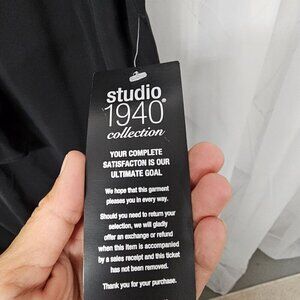 studio®
1940
collection
YOUR COMPLETE
SATISFACTON IS OUR
ULTIMATE GOAL
We hope that this garment
pleases you in every way.
Should you need to return your
selection, we will gladly
offer an exchange or refund
when this item is accompanied
by a sales receipt and this ticket
has not been removed.
Thank you for your purchase.